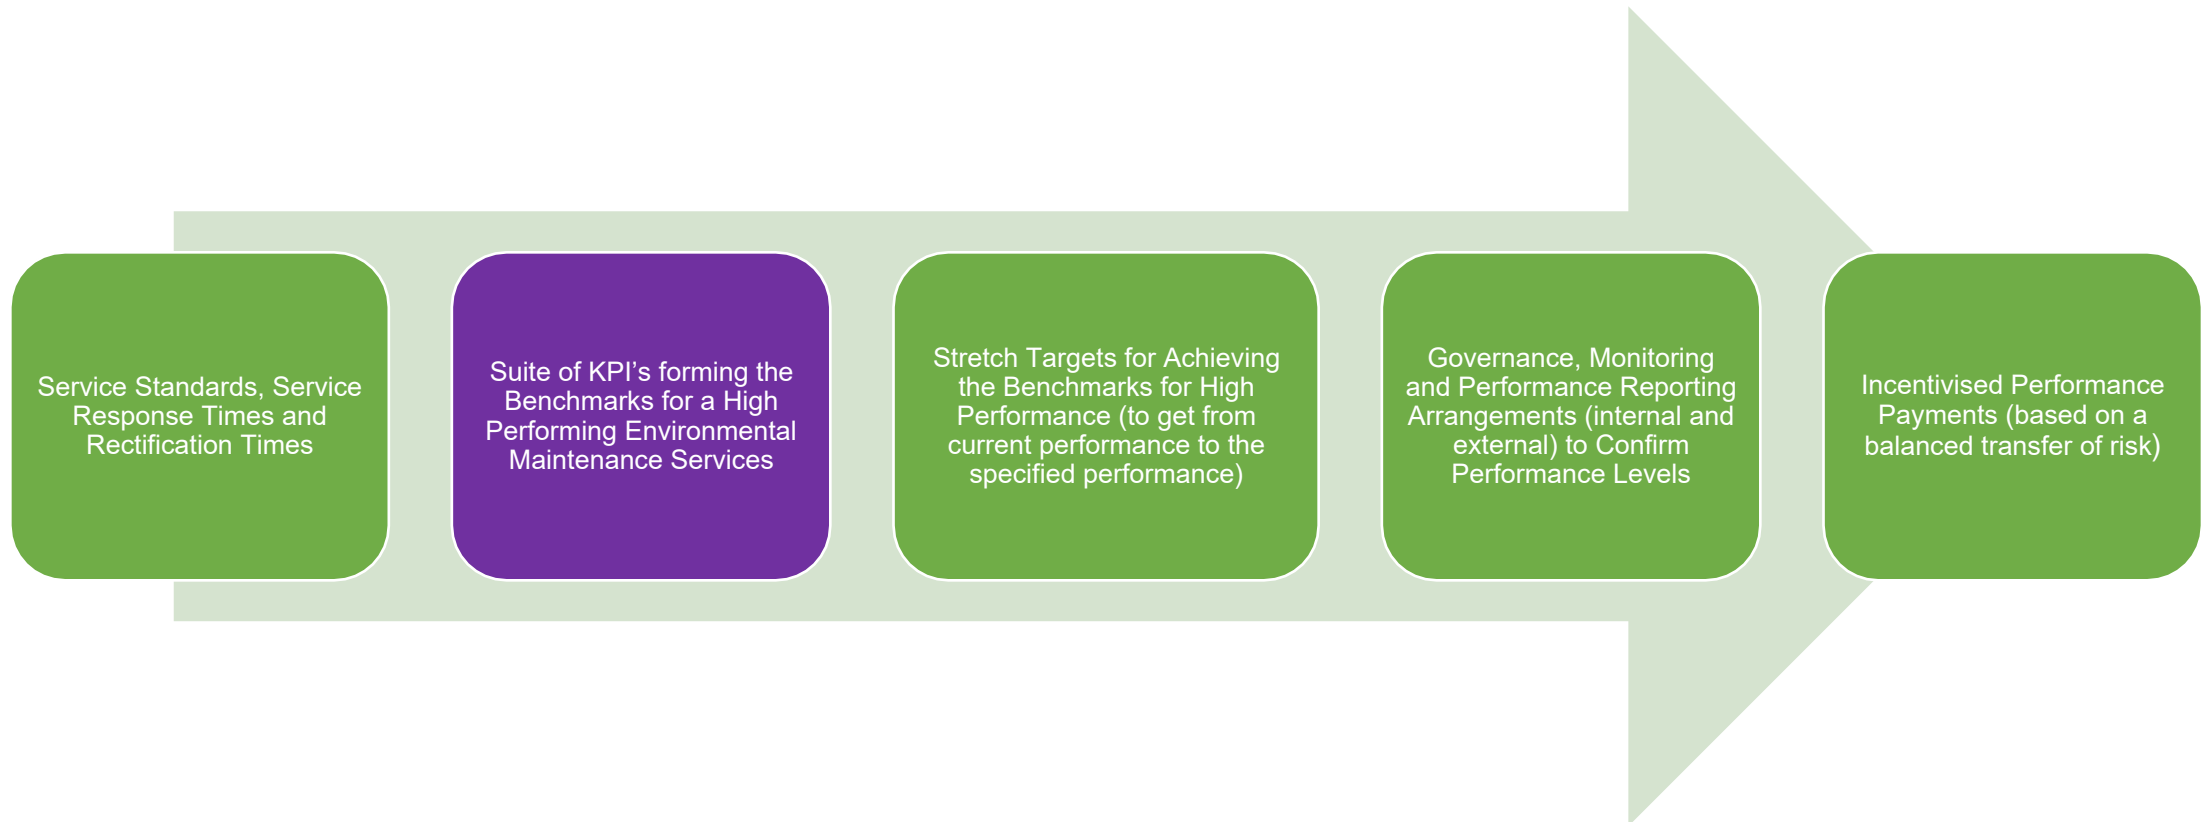 Service Standards, Service
Response Times and
Rectification Times
Suite of KPI’s forming the
Benchmarks for a High
Performing Environmental
Maintenance Services
Stretch Targets for Achieving
the Benchmarks for High
Performance (to get from
current performance to the
specified performance)
Governance, Monitoring
and Performance Reporting
Arrangements (internal and
external) to Confirm
Performance Levels
Incentivised Performance
Payments (based on a
balanced transfer of risk)